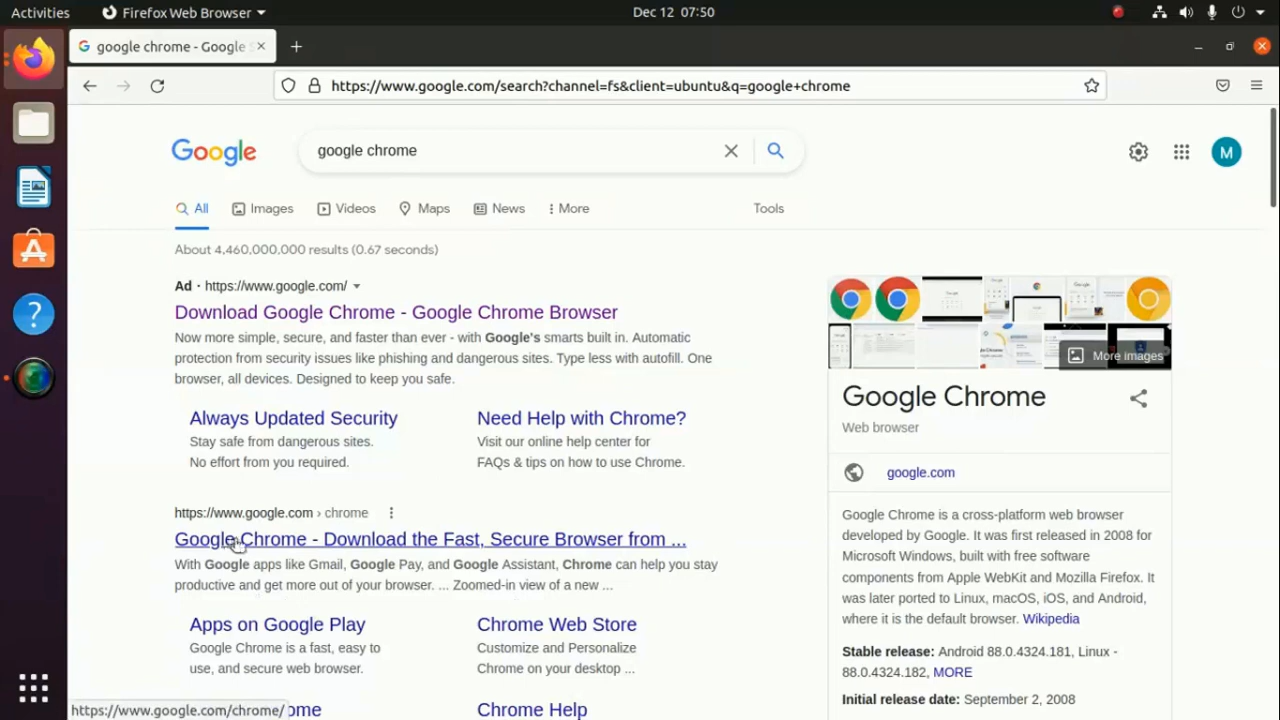 Activities
Firefox Web Browser
Dec 12 07:50
google chrome - Google S
https://www.google.com/search?channel=fs&client=ubuntu&q=google+chrome
Google
google chrome
M
All
Images
Videos
Maps
News
More
Tools
About 4,460,000,000 results (0.67 seconds)
Ad · https://www.google.com/
Download Google Chrome - Google Chrome Browser
Now more simple, secure, and faster than ever - with Google's smarts built in. Automatic
protection from security issues like phishing and dangerous sites. Type less with autofill. One
browser, all devices. Designed to keep you safe.
Always Updated Security
Stay safe from dangerous sites.
No effort from you required.
Need Help with Chrome?
Visit our online help center for
FAQs & tips on how to use Chrome.
https://www.google.com › chrome
Google Chrome - Download the Fast, Secure Browser from ...
With Google apps like Gmail, Google Pay, and Google Assistant, Chrome can help you stay
productive and get more out of your browser. ... Zoomed-in view of a new ...
Apps on Google Play
Google Chrome is a fast, easy to
use, and secure web browser.
Chrome Web Store
Customize and Personalize
Chrome on your desktop ...
ome
Chrome Help
https://www.google.com/chrome/
More images
Google Chrome
Web browser
google.com
Google Chrome is a cross-platform web browser
developed by Google. It was first released in 2008 for
Microsoft Windows, built with free software
components from Apple WebKit and Mozilla Firefox. It
was later ported to Linux, macOS, iOS, and Android,
where it is the default browser. Wikipedia
Stable release: Android 88.0.4324.181, Linux -
88.0.4324.182, MORE
Initial release date: September 2, 2008